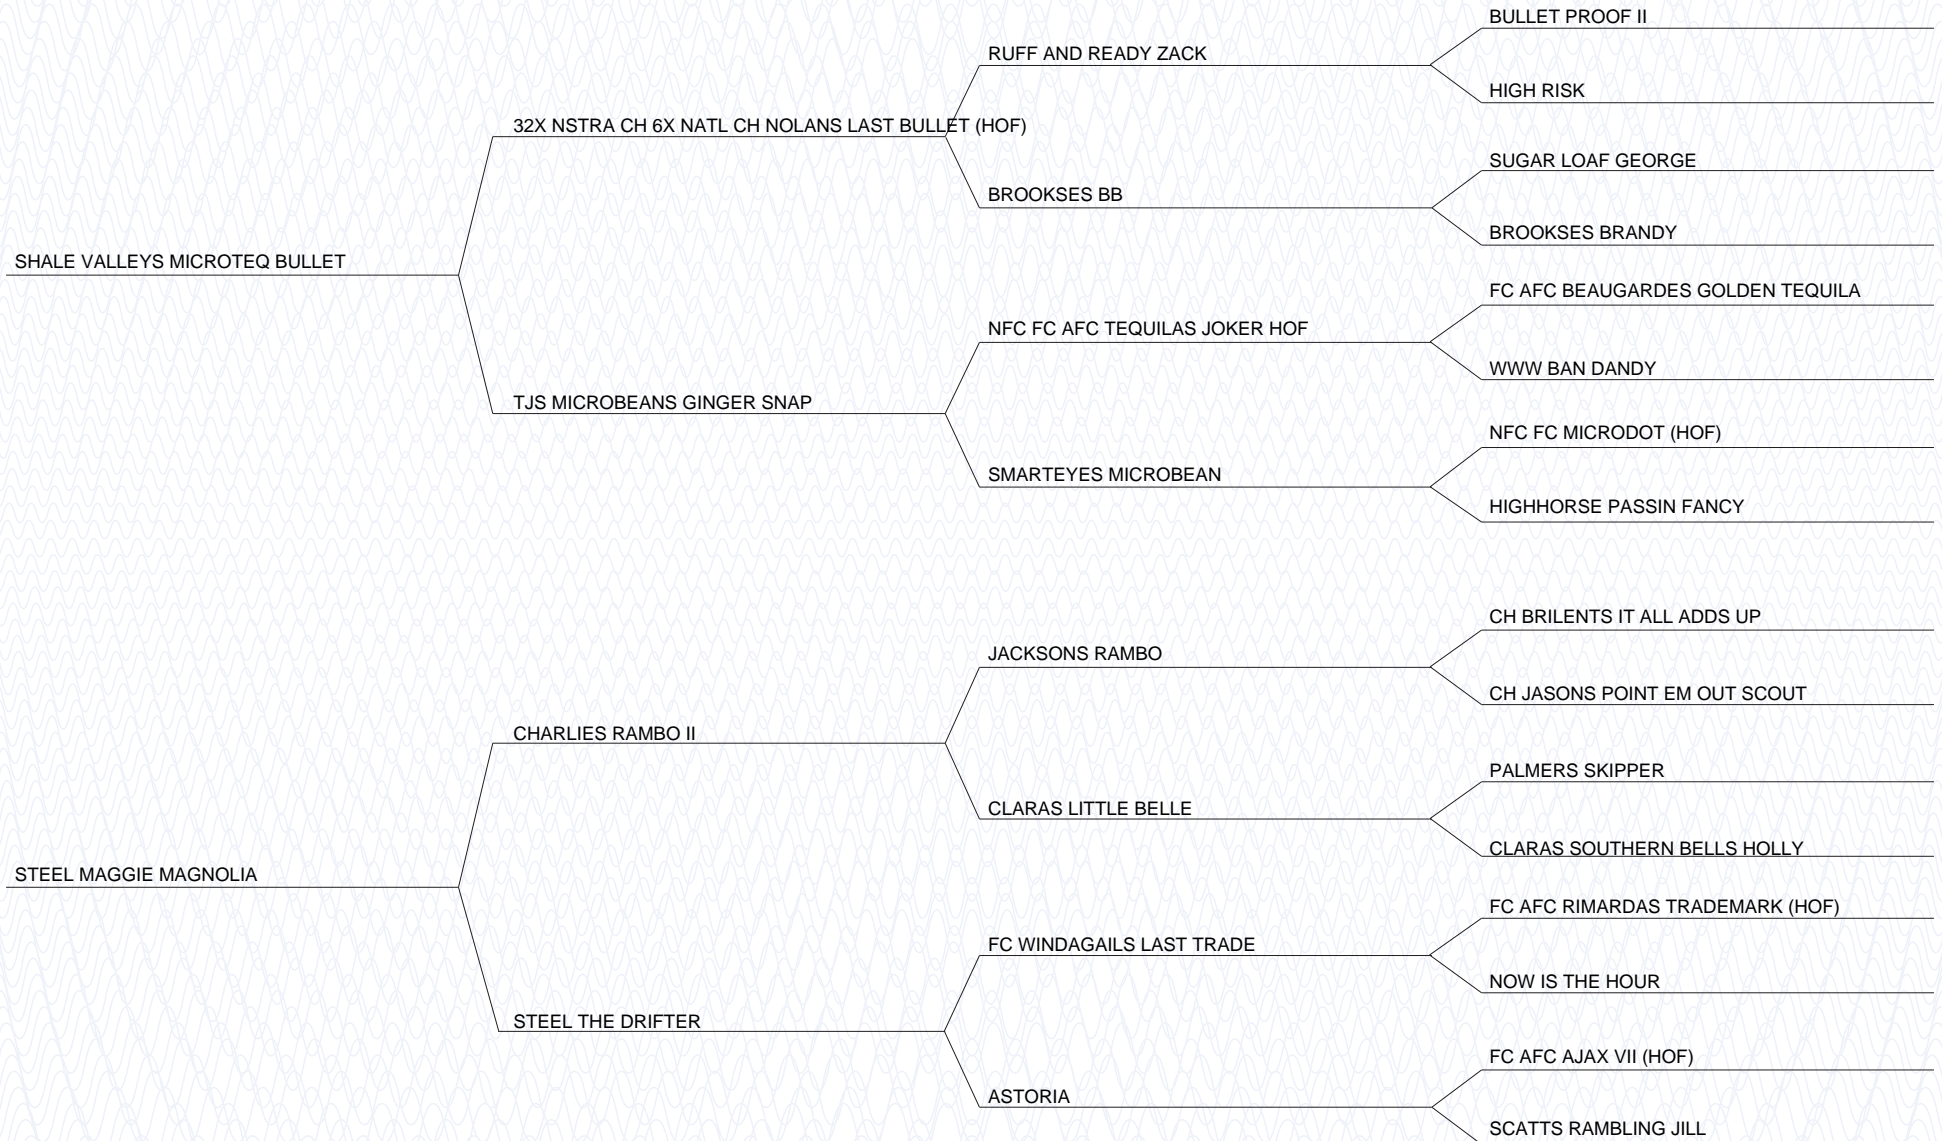 BULLET PROOF II
RUFF AND READY ZACK
HIGH RISK
32X NSTRA CH 6X NATL CH NOLANS LAST BULLET (HOF)
SUGAR LOAF GEORGE
BROOKSES BB
BROOKSES BRANDY
SHALE VALLEYS MICROTEQ BULLET
FC AFC BEAUGARDES GOLDEN TEQUILA
NFC FC AFC TEQUILAS JOKER HOF
WWW BAN DANDY
TJS MICROBEANS GINGER SNAP
NFC FC MICRODOT (HOF)
SMARTEYES MICROBEAN
HIGHHORSE PASSIN FANCY
CH BRILENTS IT ALL ADDS UP
JACKSONS RAMBO
CH JASONS POINT EM OUT SCOUT
CHARLIES RAMBO II
PALMERS SKIPPER
CLARAS LITTLE BELLE
CLARAS SOUTHERN BELLS HOLLY
STEEL MAGGIE MAGNOLIA
FC AFC RIMARDAS TRADEMARK (HOF)
FC WINDAGAILS LAST TRADE
NOW IS THE HOUR
STEEL THE DRIFTER
FC AFC AJAX VII (HOF)
ASTORIA
SCATTS RAMBLING JILL